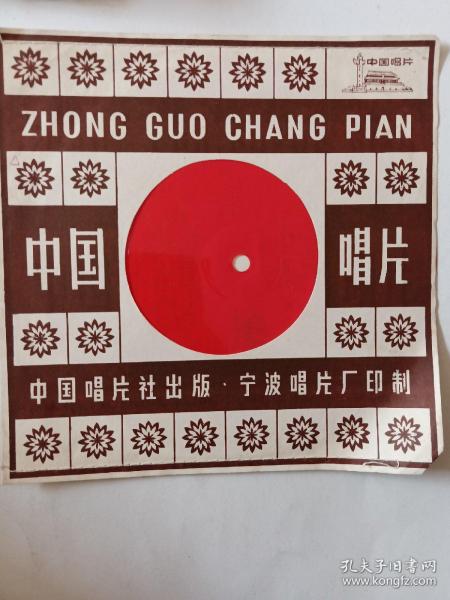 中国唱片
ZHONG GUO CHANG PIAN
中国 唱片
中国唱片社出版·宁波唱片厂印制
孔夫子旧书网
www.kongfz.com